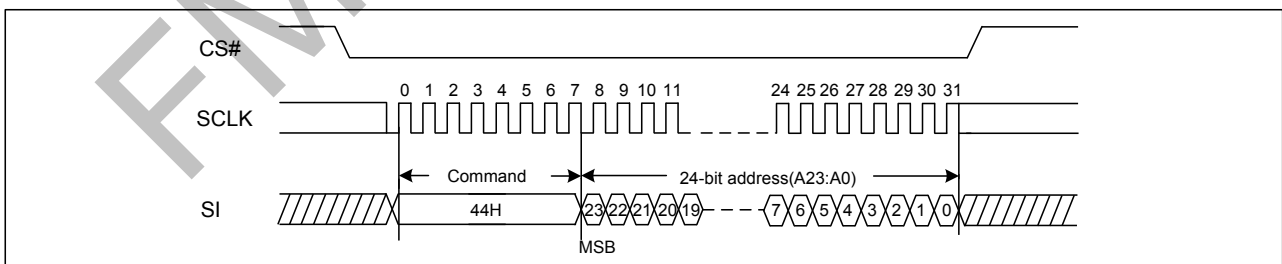 FM
CS#
0 1 2 3 4 5 6 7 8 9 10 11 24 25 26 27 28 29 30 31
SCLK
Command 24-bit address(A23:A0)
SI 44H 23 22 21 20 19 7 6 5 4 3 2 1 0
MSB